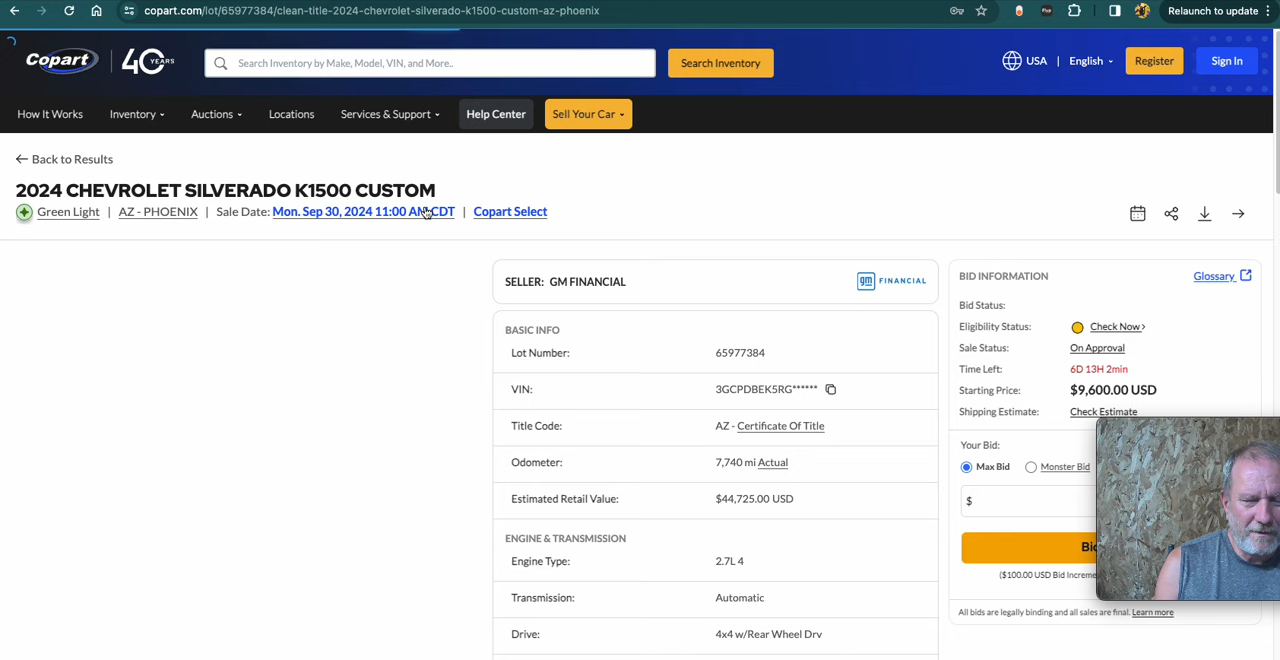 copart.com/lot/65977384/clean-title-2024-chevrolet-silverado-k1500-custom-az-phoenix
Relaunch to update
Copart
40 YEARS
Search Inventory by Make, Model, VIN, and More..
Search Inventory
USA | English
Register
Sign In
How It Works
Inventory
Auctions
Locations
Services & Support
Help Center
Sell Your Car
Back to Results
2024 CHEVROLET SILVERADO K1500 CUSTOM
Green Light | AZ - PHOENIX | Sale Date: Mon. Sep 30, 2024 11:00 AM CDT | Copart Select
SELLER: GM FINANCIAL
gm FINANCIAL
BASIC INFO
Lot Number: 65977384
VIN: 3GCPDBEK5RG******
Title Code: AZ - Certificate Of Title
Odometer: 7,740 mi Actual
Estimated Retail Value: $44,725.00 USD
ENGINE & TRANSMISSION
Engine Type: 2.7L 4
Transmission: Automatic
Drive: 4x4 w/Rear Wheel Drv
BID INFORMATION
Glossary
Bid Status:
Eligibility Status: Check Now
Sale Status: On Approval
Time Left: 6D 13H 2min
Starting Price: $9,600.00 USD
Shipping Estimate: Check Estimate
Your Bid:
Max Bid
Monster Bid
$
($100.00 USD Bid
All bids are legally binding and all sales are final. Learn more